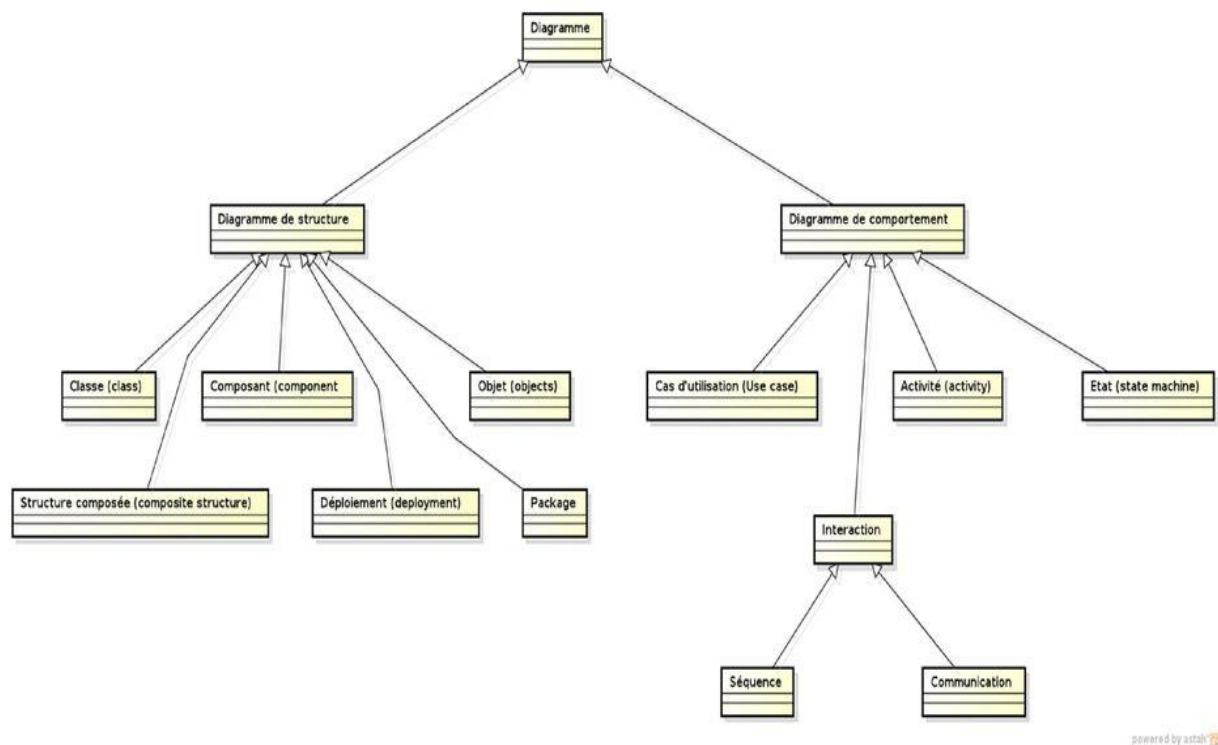 Diagramme
Diagramme de structure
Diagramme de comportement
Classe (class)
Composant (component
Objet (objects)
Cas d'utilisation (Use case)
Activité (activity)
Etat (state machine)
Structure composée (composite structure)
Déploiement (deployment)
Package
Interaction
Séquence
Communication
powered by astah*